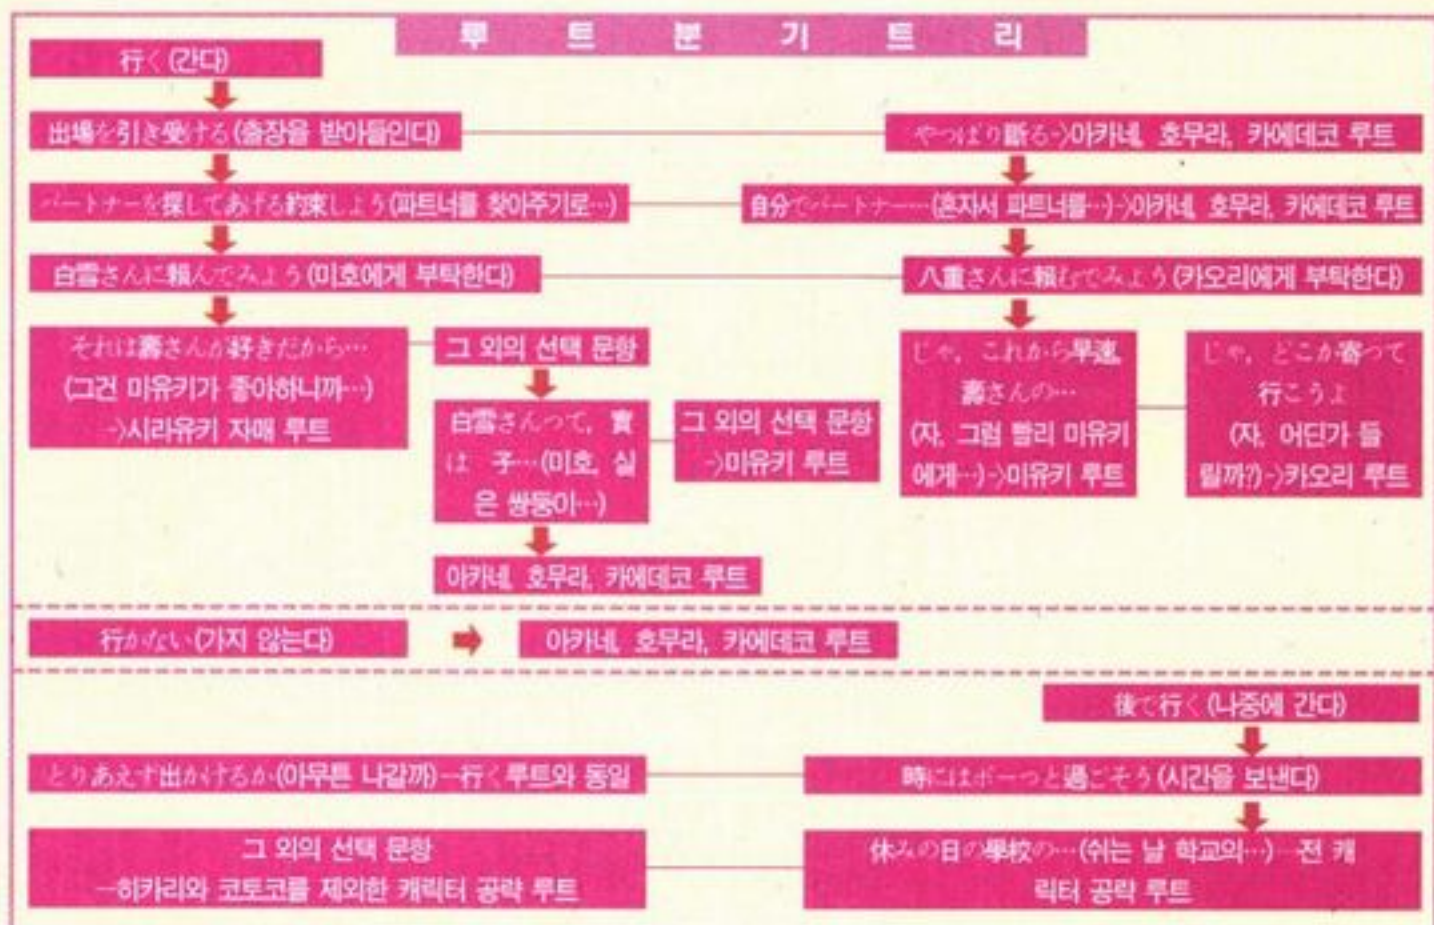 루트분기트리
行く(간다)
出場を引き受ける(출장을 받아들인다)
やつぱり斷る->아카네, 호무라, 카에데코 루트
パートナーを探してあげる約束しよう(파트너를 찾아주기로…)
自分でパートナー…(혼자서 파트너를…)->아카네, 호무라, 카에데코 루트
白雪さんに賴んでみよう(미호에게 부탁한다)
八重さんに賴むでみよう(카오리에게 부탁한다)
それは壽さんが好きだから…
(그건 미유키가 좋아하니까…)
->시라유키 자매 루트
그 외의 선택 문항
白雪さんつて, 實
は 子…(미호, 실
은 쌍둥이…)
그 외의 선택 문항
->미유키 루트
아카네, 호무라, 카에데코 루트
じゃ, これから早速,
壽さんの…
(자, 그럼 빨리 미유키
에게…)->미유키 루트
じゃ, どこか寄つて
行こうよ
(자, 어딘가 들
릴까?)->카오리 루트
行かない(가지 않는다)
아카네, 호무라, 카에데코 루트
後で行く(나중에 간다)
とりあえず出かけるか(아무튼 나갈까)—行く루트와 동일
時にはボーっと過ごそう(시간을 보낸다)
그 외의 선택 문항
—히카리와 코토코를 제외한 캐릭터 공략 루트
休みの日の學校の…(쉬는 날 학교의…)—전 캐
릭터 공략 루트